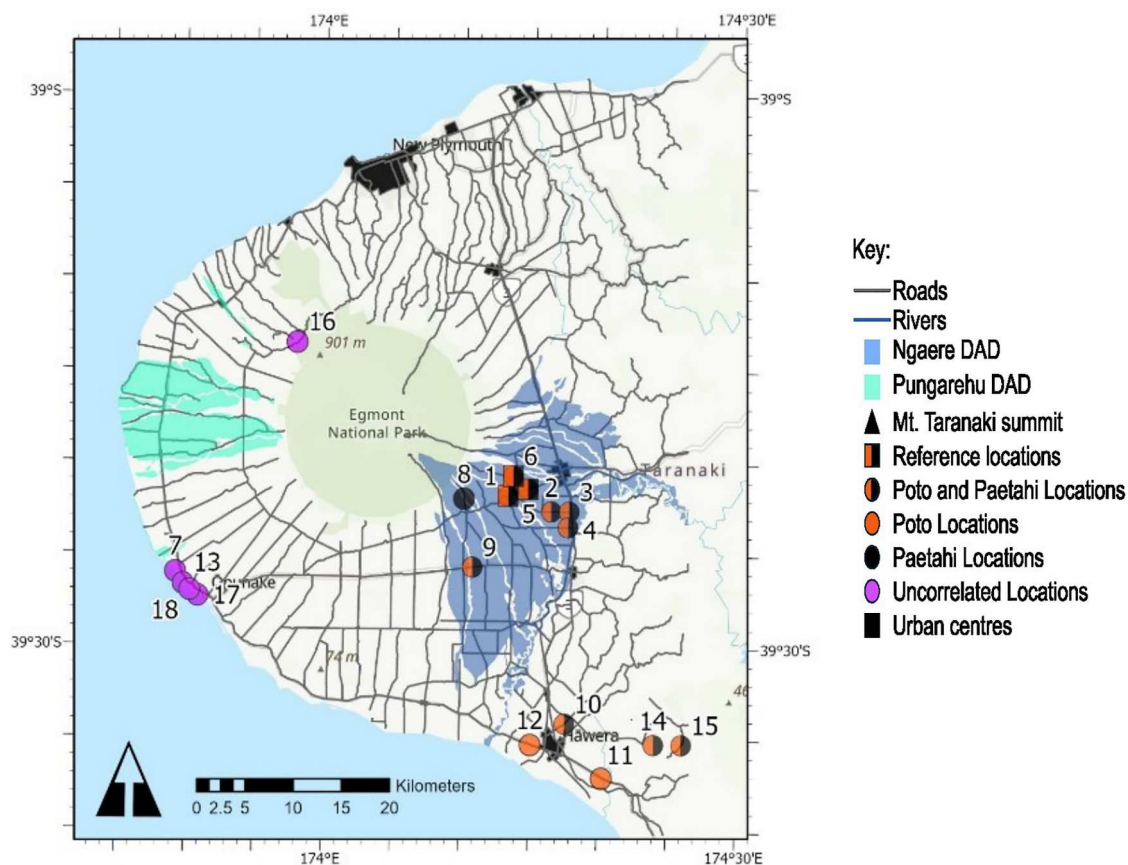 174°E
174°30'E
39°S
39°S
New Plymouth
16
901 m
Egmont
National Park
Taranaki
8
1
6
2
3
5
4
7
9
13
18
17
39°30'S
39°30'S
74 m
46
12
10
Hāwera
14
15
11
Kilometers
0 2.5 5 10 15 20
174°E
174°30'E
Key:
Roads
Rivers
Ngaere DAD
Pungarehu DAD
Mt. Taranaki summit
Reference locations
Poto and Paetahi Locations
Poto Locations
Paetahi Locations
Uncorrelated Locations
Urban centres